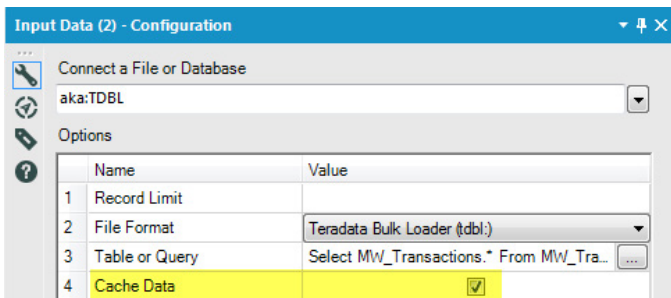 Input Data (2) - Configuration
Connect a File or Database
aka:TDBL
Options
Name Value
1 Record Limit
2 File Format Teradata Bulk Loader (tdbl:)
3 Table or Query Select MW_Transactions.* From MW_Tra... ...
4 Cache Data